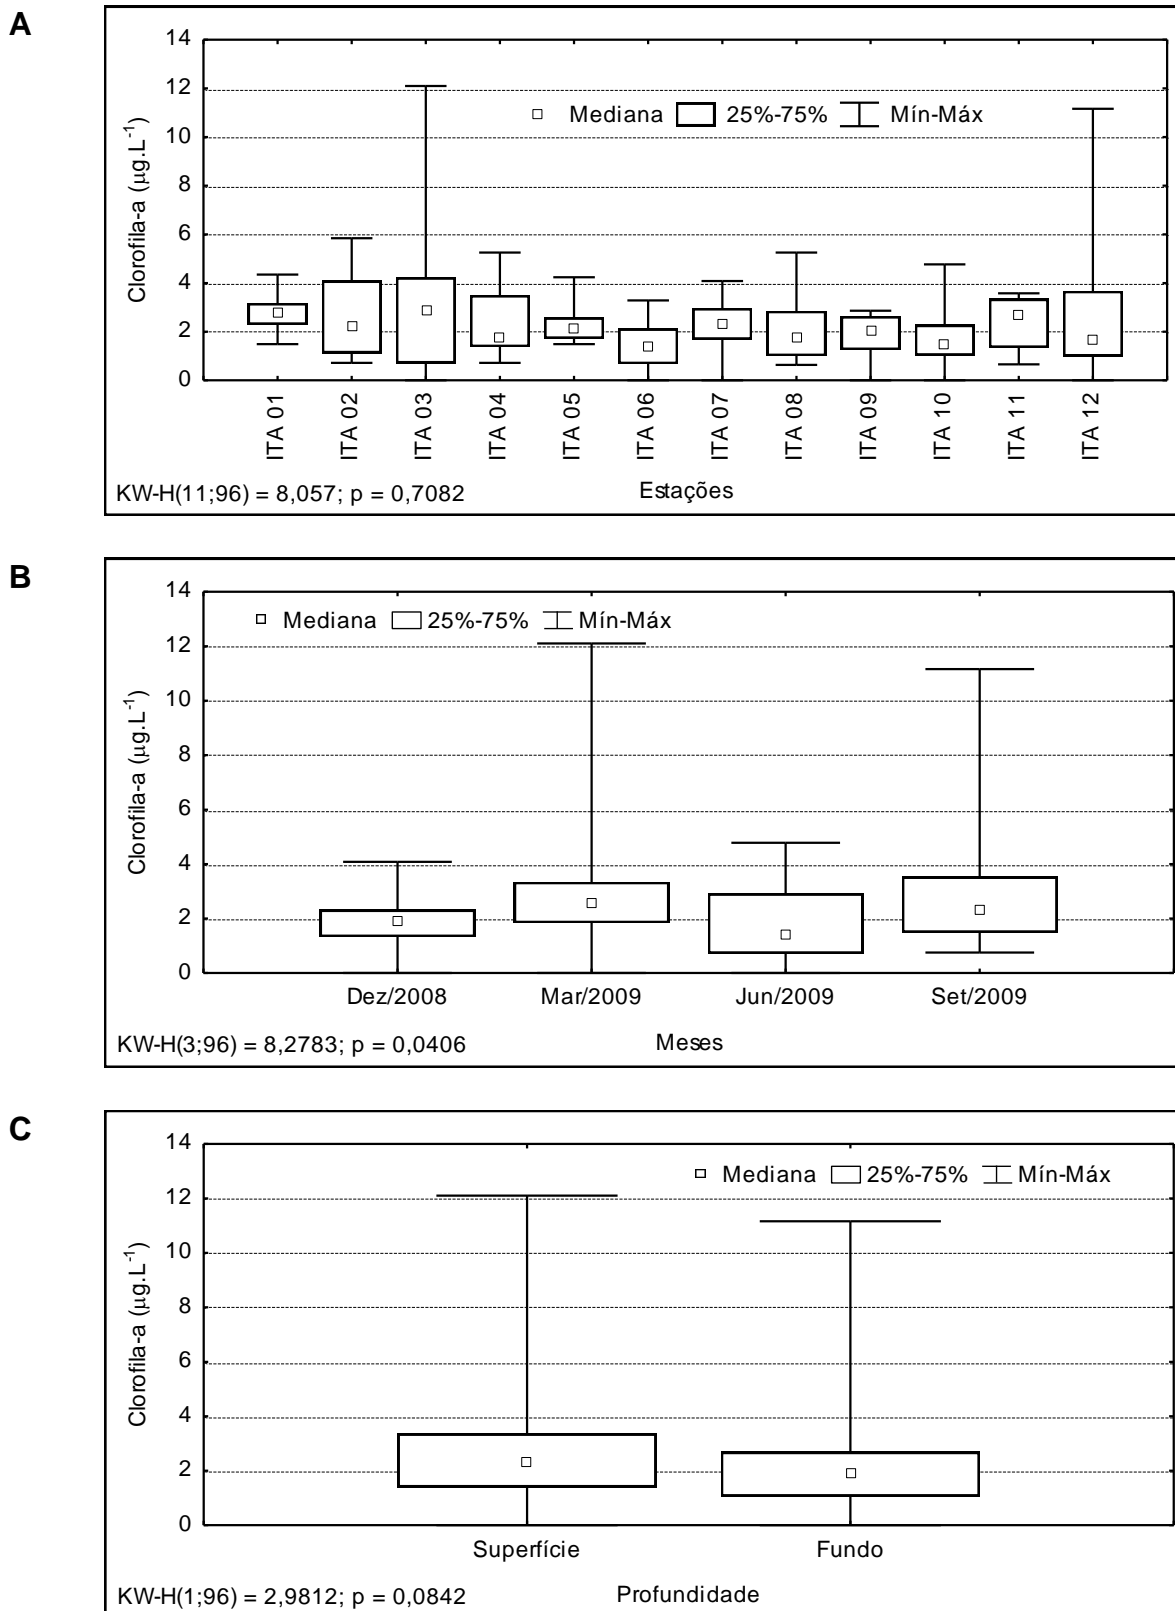 A
14
12
10
8
6
4
2
0
Clorofila-a (µg.L⁻¹)
Mediana 25%-75% Mín-Máx
ITA 01 ITA 02 ITA 03 ITA 04 ITA 05 ITA 06 ITA 07 ITA 08 ITA 09 ITA 10 ITA 11 ITA 12
Estações
KW-H(11;96) = 8,057; p = 0,7082
B
14
12
10
8
6
4
2
0
Clorofila-a (µg.L⁻¹)
Mediana 25%-75% Mín-Máx
Dez/2008 Mar/2009 Jun/2009 Set/2009
Meses
KW-H(3;96) = 8,2783; p = 0,0406
C
14
12
10
8
6
4
2
0
Clorofila-a (µg.L⁻¹)
Mediana 25%-75% Mín-Máx
Superfície Fundo
Profundidade
KW-H(1;96) = 2,9812; p = 0,0842